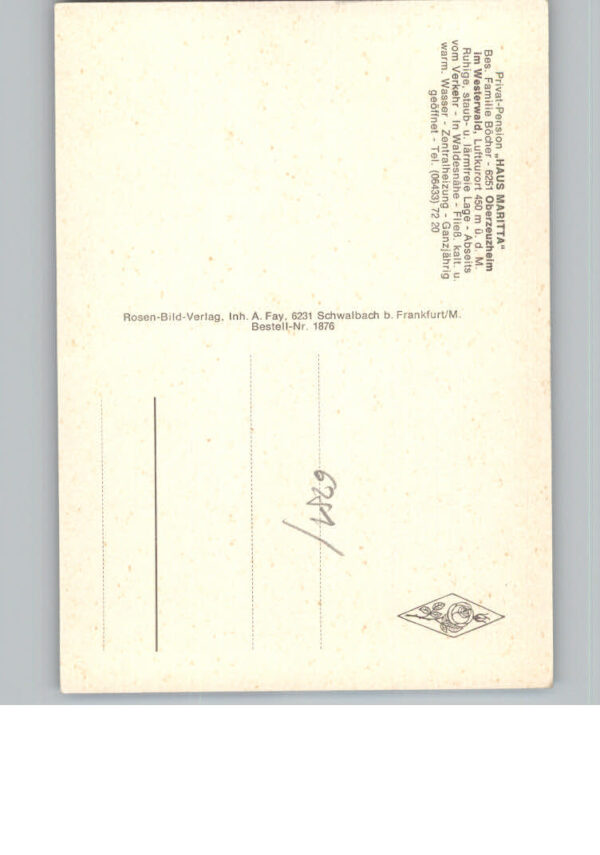 Privat-Pension „HAUS MARITTA"
Bes. Familie Böcher - 6251 Oberzeuzheim
im Westerwald, Luftkurort 450 m ü. d. M.
Ruhige, staub- u. lärmfreie Lage - Abseits
vom Verkehr - In Waldesnähe - Fließ. kalt. u.
warm. Wasser - Zentralheizung - Ganzjährig
geöffnet - Tel. (06433) 72 20
Rosen-Bild-Verlag, Inh. A. Fay, 6231 Schwalbach b. Frankfurt/M.
Bestell-Nr. 1876
6251/